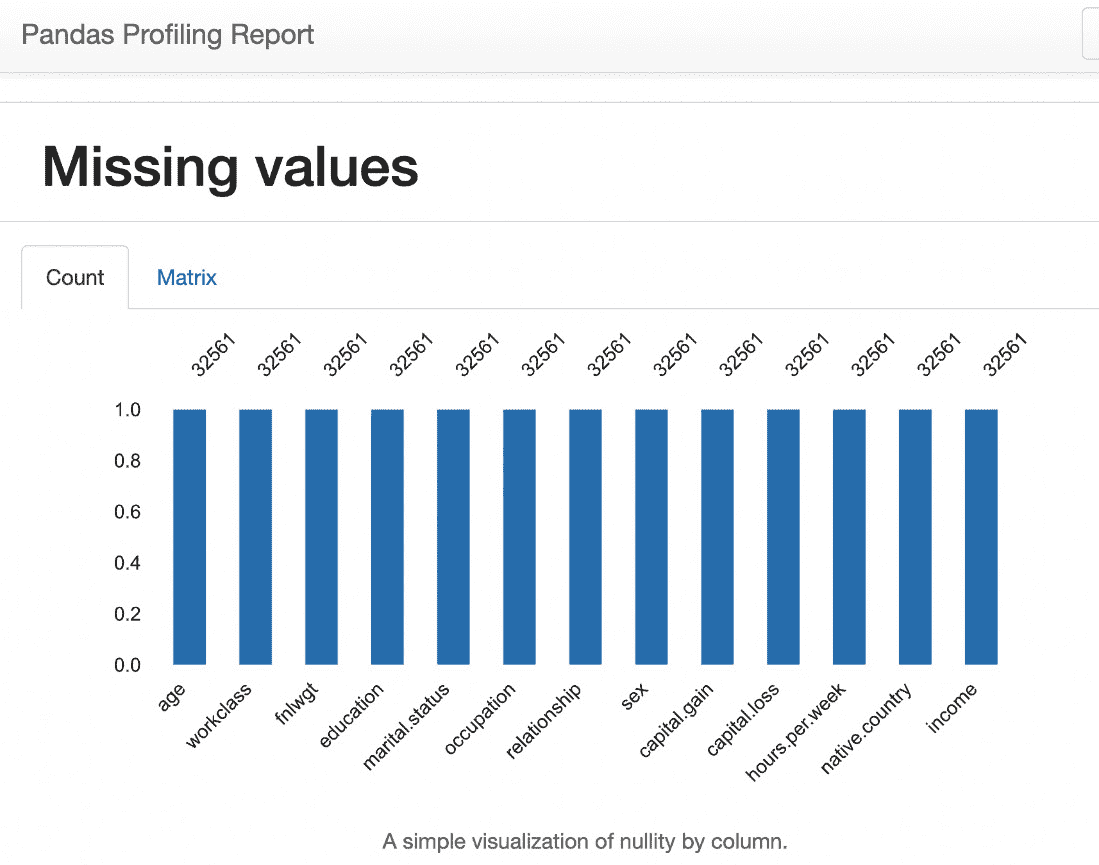 Pandas Profiling Report
Missing values
Count Matrix
32561 32561 32561 32561 32561 32561 32561 32561 32561 32561 32561 32561 32561
1.0
0.8
0.6
0.4
0.2
0.0
age workclass fnlwgt education marital.status occupation relationship sex capital.gain capital.loss hours.per.week native.country income
A simple visualization of nullity by column.